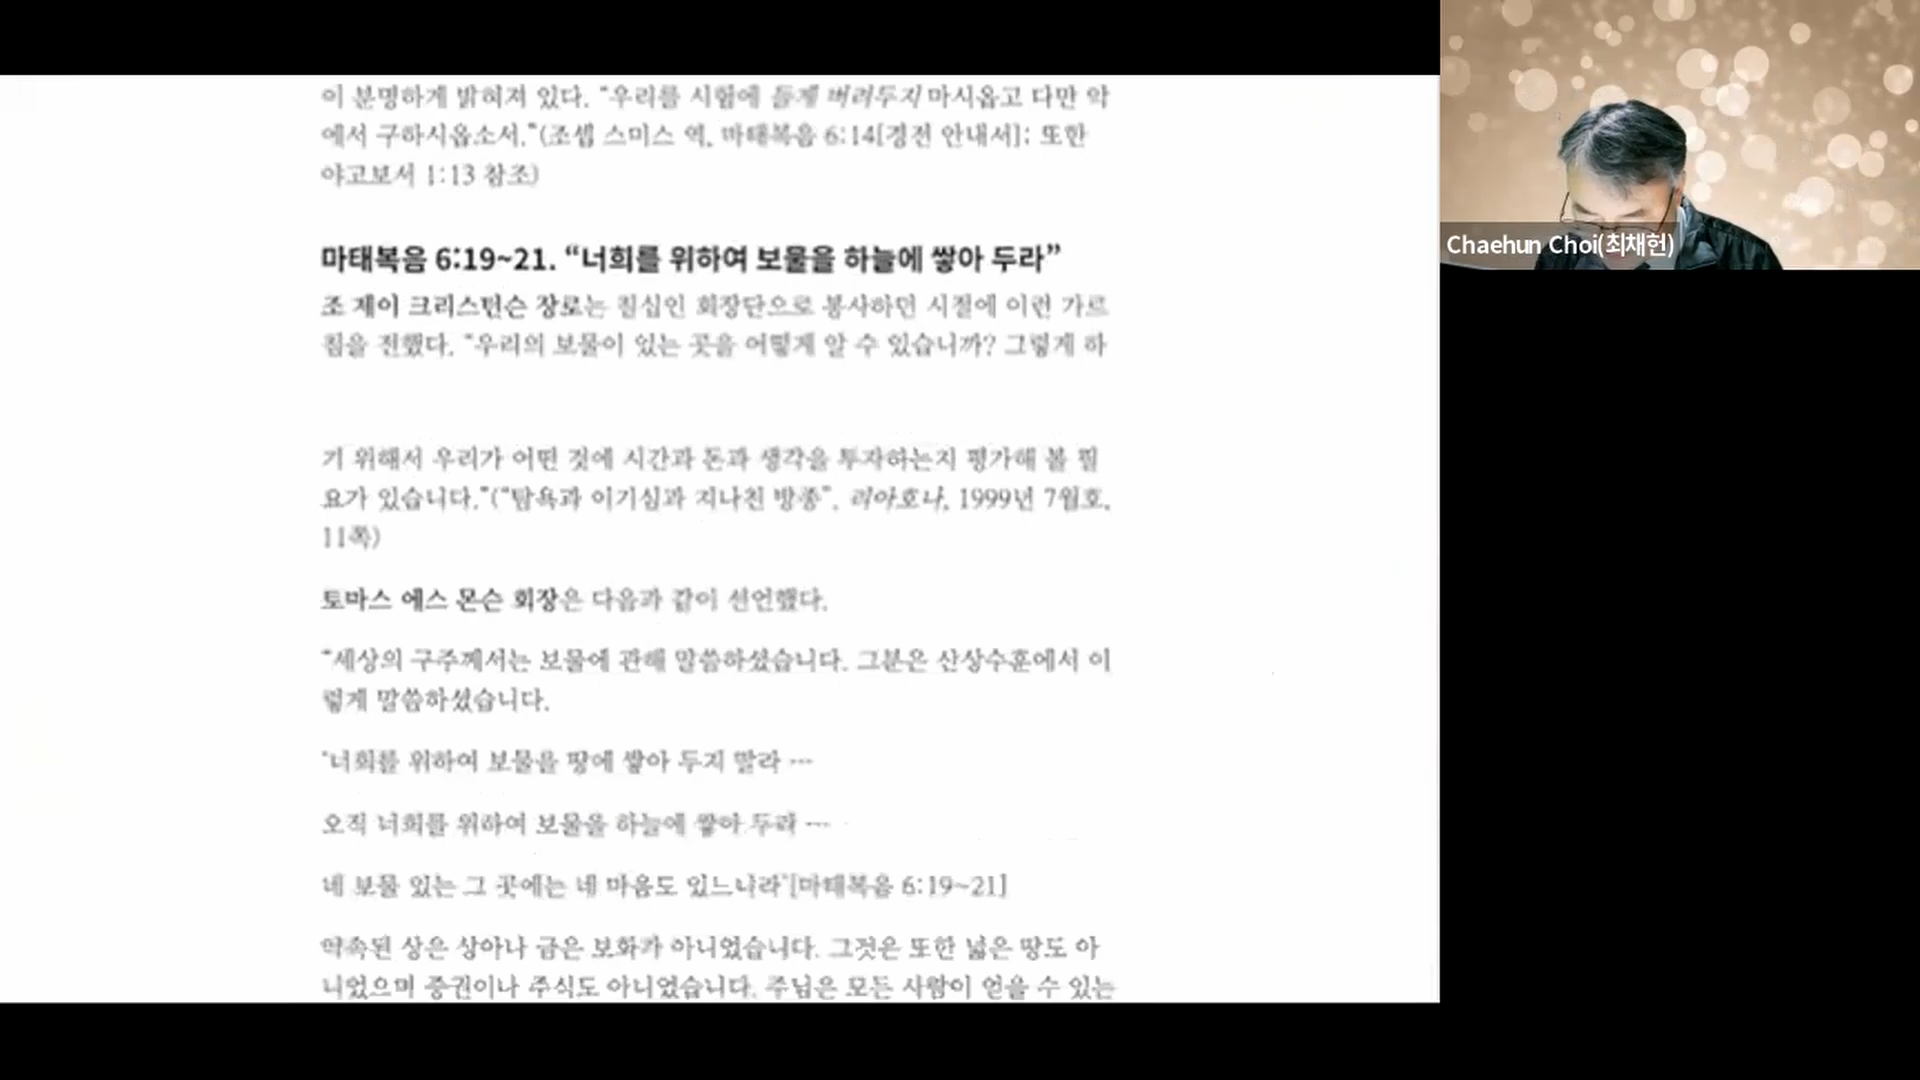 이 분명하게 밝혀져 있다. “우리를 시험에 들게 버려두지 마시옵고 다만 악
에서 구하시옵소서.”(조셉 스미스 역, 마태복음 6:14[경전 안내서]; 또한
야고보서 1:13 참조)
마태복음 6:19~21. “너희를 위하여 보물을 하늘에 쌓아 두라”
조 제이 크리스턴슨 장로는 칠십인 회장단으로 봉사하던 시절에 이런 가르
침을 전했다. “우리의 보물이 있는 곳을 어떻게 알 수 있습니까? 그렇게 하
기 위해서 우리가 어떤 것에 시간과 돈과 생각을 투자하는지 평가해 볼 필
요가 있습니다.”(“탐욕과 이기심과 지나친 방종”, 리아호나, 1999년 7월호,
11쪽)
토마스 에스 몬슨 회장은 다음과 같이 선언했다.
“세상의 구주께서는 보물에 관해 말씀하셨습니다. 그분은 산상수훈에서 이
렇게 말씀하셨습니다.
‘너희를 위하여 보물을 땅에 쌓아 두지 말라 …
오직 너희를 위하여 보물을 하늘에 쌓아 두라 …
네 보물 있는 그 곳에는 네 마음도 있느니라’[마태복음 6:19~21]
약속된 상은 상아나 금은 보화가 아니었습니다. 그것은 또한 넓은 땅도 아
니었으며 증권이나 주식도 아니었습니다. 주님은 모든 사람이 얻을 수 있는
Chaehun Choi(최채헌)